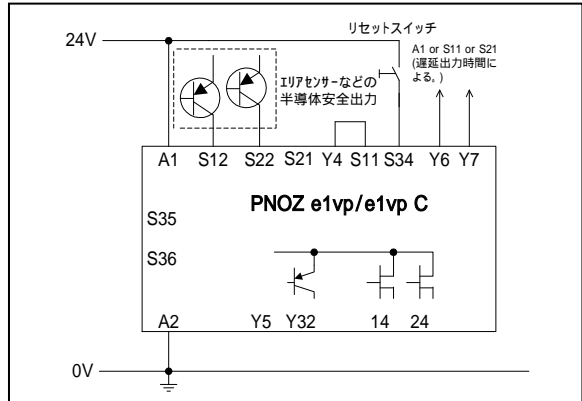 リセットスイッチ
24V
A1 or S11 or S21
(遅延出力時間に
よる。)
エリアセンサーなどの
半導体安全出力
A1 S12 S22 S21 Y4 S11 S34 Y6 Y7
PNOZ e1vp/e1vp C
S35
S36
A2 Y5 Y32 14 24
0V